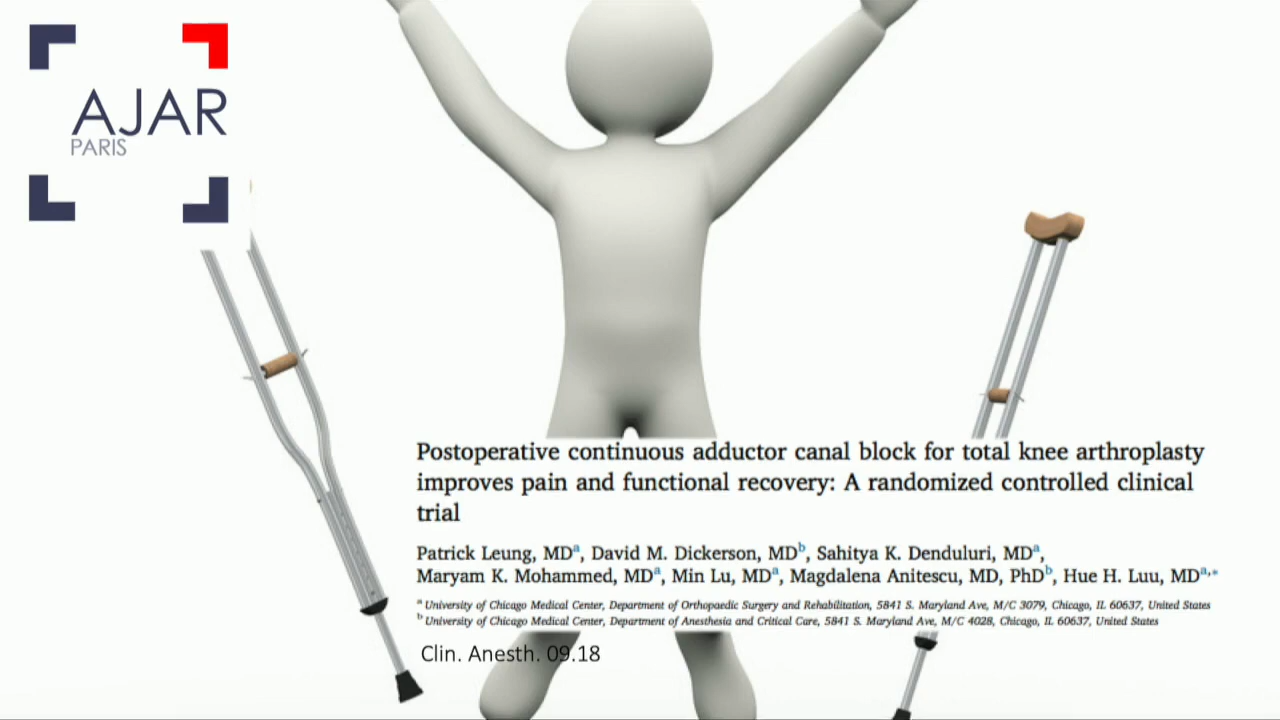 AJAR
PARIS
Postoperative continuous adductor canal block for total knee arthroplasty
improves pain and functional recovery: A randomized controlled clinical
trial
Patrick Leung, MDa, David M. Dickerson, MDb, Sahitya K. Denduluri, MDa,
Maryam K. Mohammed, MDa, Min Lu, MDa, Magdalena Anitescu, MD, PhDb, Hue H. Luu, MDa,*
a University of Chicago Medical Center, Department of Orthopaedic Surgery and Rehabilitation, 5841 S. Maryland Ave, M/C 3079, Chicago, IL 60637, United States
b University of Chicago Medical Center, Department of Anesthesia and Critical Care, 5841 S. Maryland Ave, M/C 4028, Chicago, IL 60637, United States
Clin. Anesth. 09.18